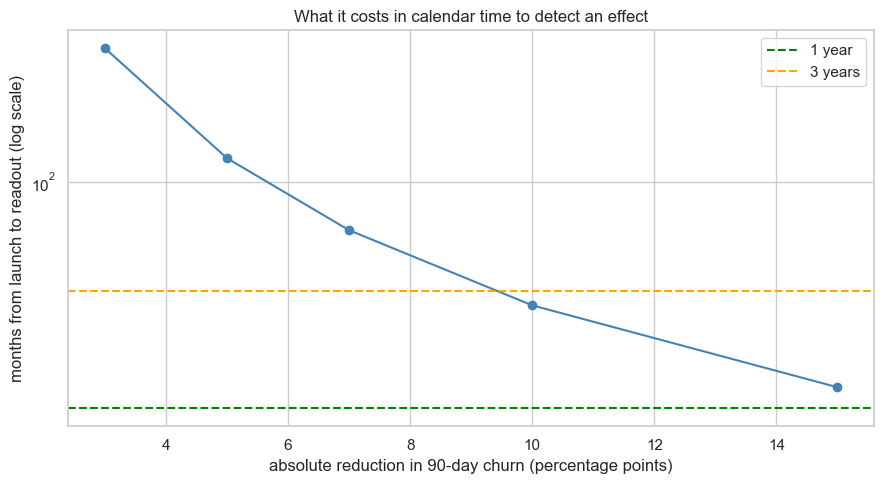 What it costs in calendar time to detect an effect
months from launch to readout (log scale)
10²
1 year
3 years
4 6 8 10 12 14
absolute reduction in 90-day churn (percentage points)